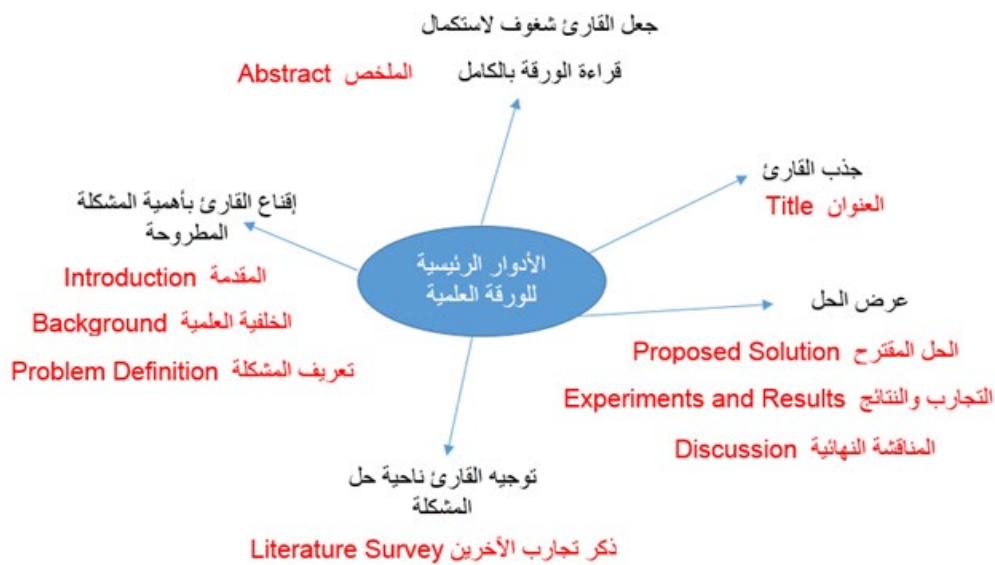 جعل القارئ شغوف لاستكمال
قراءة الورقة بالكامل
الملخص Abstract
جذب القارئ
العنوان Title
إقناع القارئ بأهمية المشكلة
المطروحة
المقدمة Introduction
الخلفية العلمية Background
تعريف المشكلة Problem Definition
الأدوار الرئيسية
للورقة العلمية
عرض الحل
الحل المقترح Proposed Solution
التجارب والنتائج Experiments and Results
المناقشة النهائية Discussion
توجيه القارئ ناحية حل
المشكلة
ذكر تجارب الأخرين Literature Survey